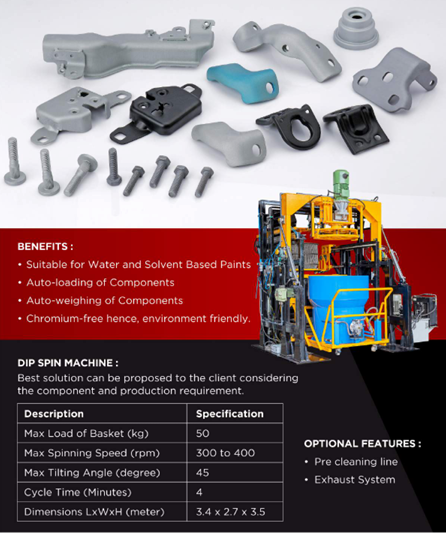 BENEFITS :
• Suitable for Water and Solvent Based Paints
• Auto-loading of Components
• Auto-weighing of Components
• Chromium-free hence, environment friendly.
DIP SPIN MACHINE :
Best solution can be proposed to the client considering
the component and production requirement.
Description Specification
Max Load of Basket (kg) 50
Max Spinning Speed (rpm) 300 to 400
Max Tilting Angle (degree) 45
Cycle Time (Minutes) 4
Dimensions LxWxH (meter) 3.4 x 2.7 x 3.5
OPTIONAL FEATURES :
• Pre cleaning line
• Exhaust System